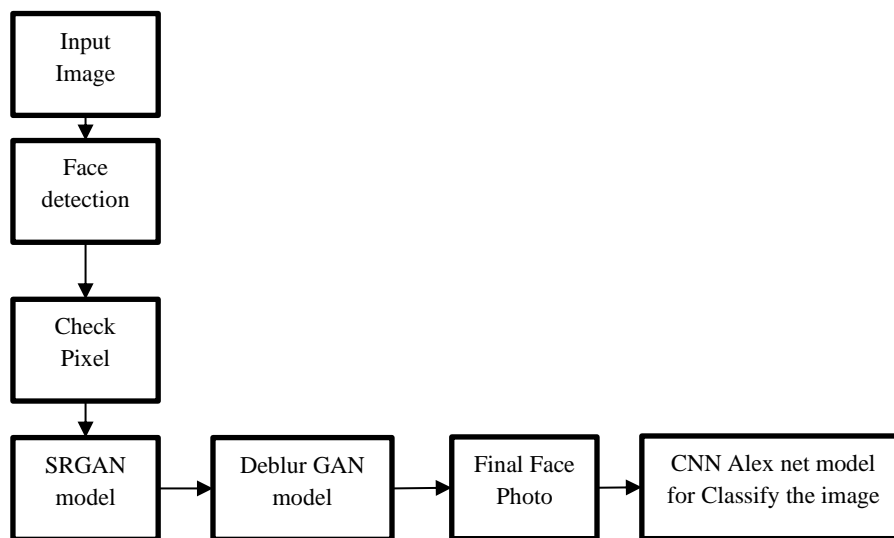 Input
Image
Face
detection
Check
Pixel
SRGAN
model
Deblur GAN
model
Final Face
Photo
CNN Alex net model
for Classify the image